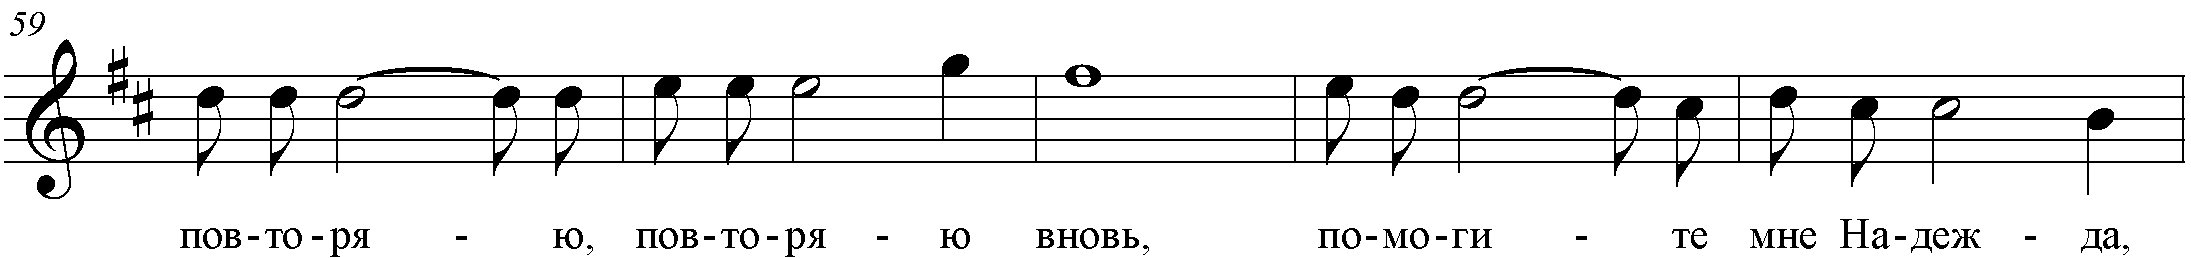 59
пов-то-ря - ю, пов-то-ря - ю вновь, по-мо-ги - те мне На-деж - да,